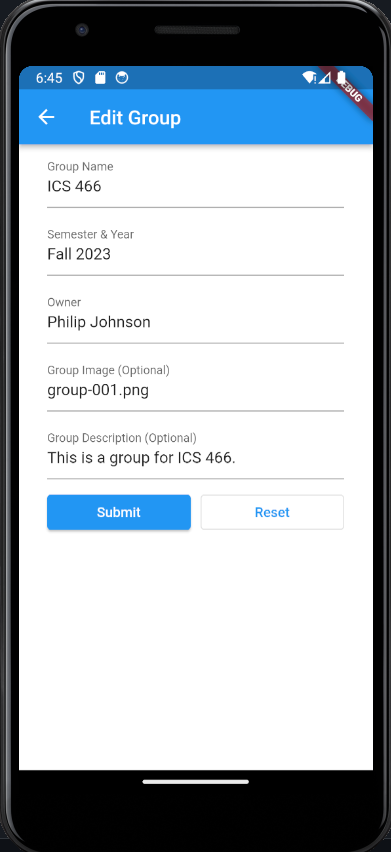 6:45
DEBUG
Edit Group
Group Name
ICS 466
Semester & Year
Fall 2023
Owner
Philip Johnson
Group Image (Optional)
group-001.png
Group Description (Optional)
This is a group for ICS 466.
Submit Reset